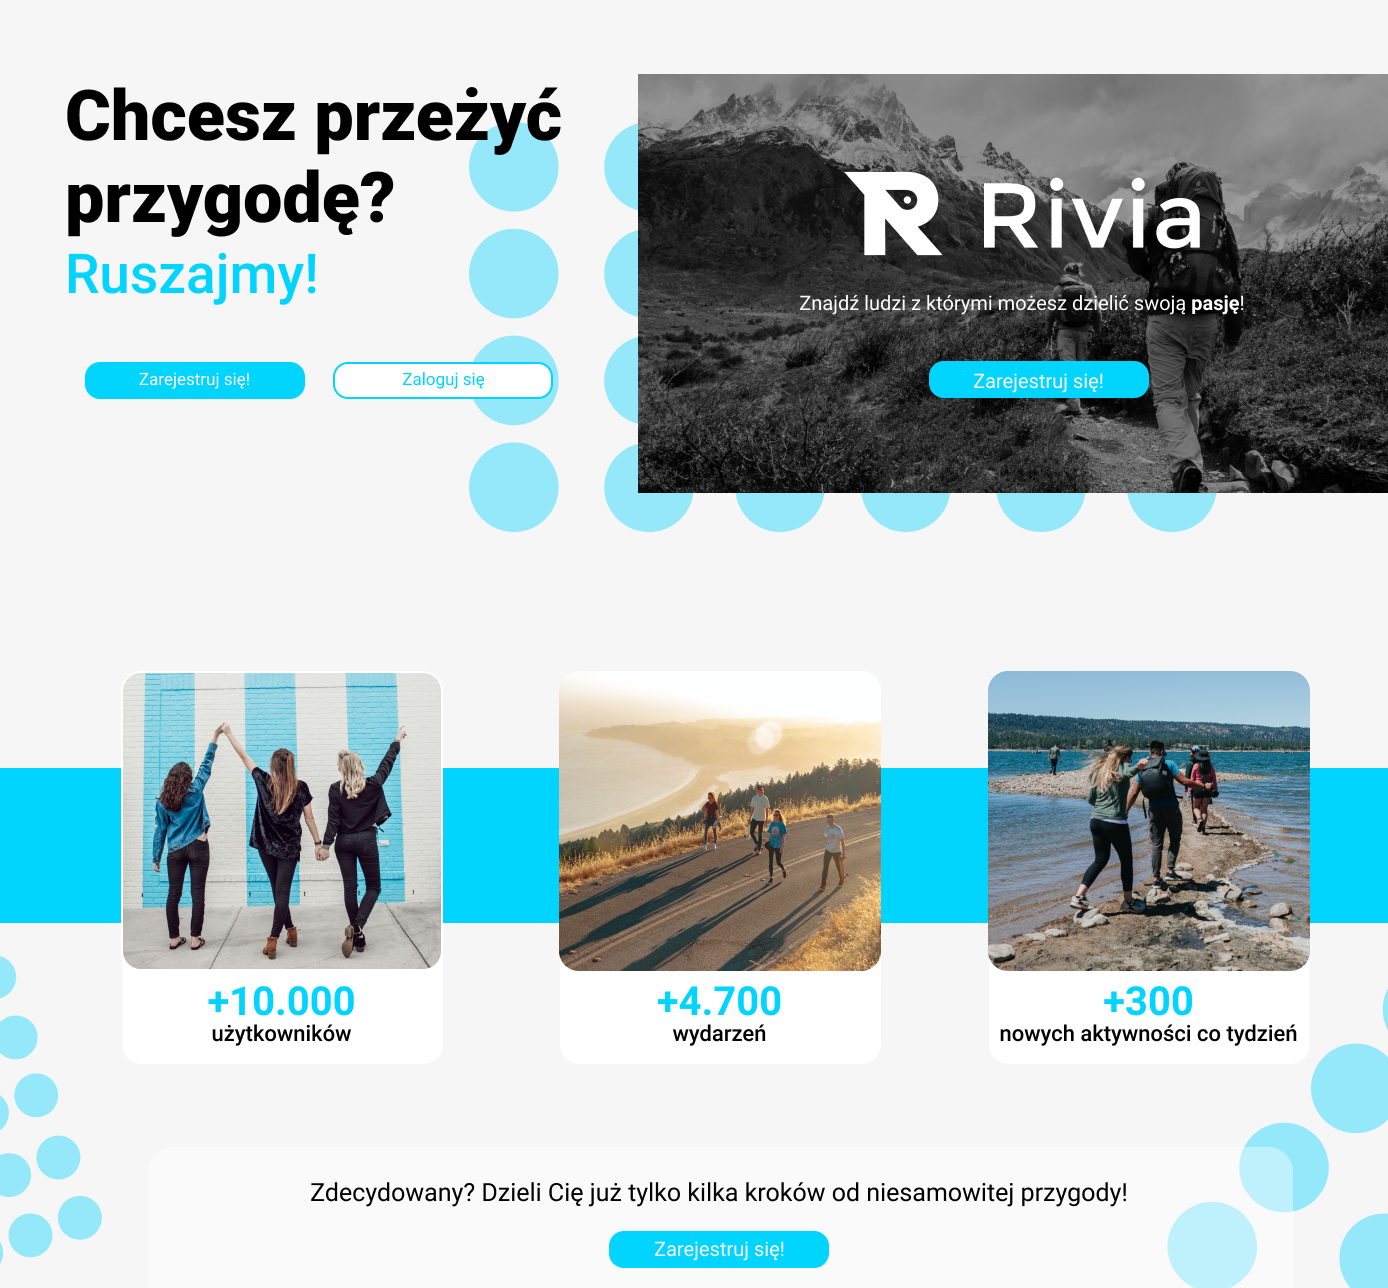 Chcesz przeżyć
przygodę?
Ruszajmy!
Zarejestruj się!
Zaloguj się
Rivia
Znajdź ludzi z którymi możesz dzielić swoją pasję!
Zarejestruj się!
+10.000
użytkowników
+4.700
wydarzeń
+300
nowych aktywności co tydzień
Zdecydowany? Dzieli Cię już tylko kilka kroków od niesamowitej przygody!
Zarejestruj się!